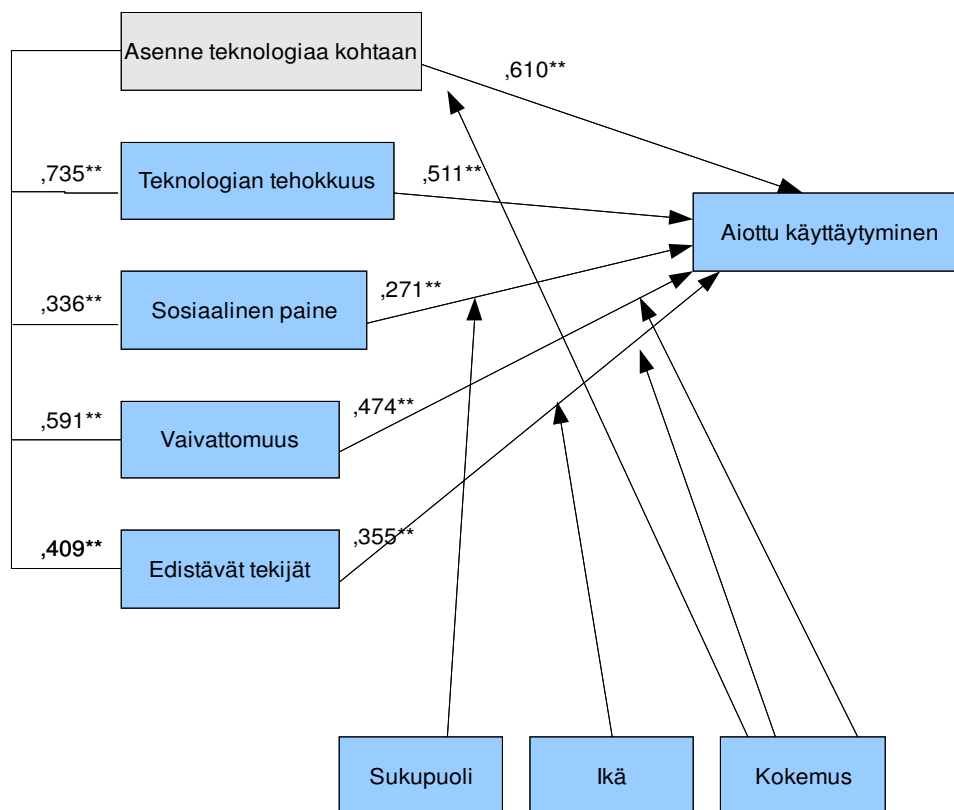 Asenne teknologiaa kohtaan
,610**
,735**
Teknologian tehokkuus
,511**
Aiottu käyttäytyminen
,336**
Sosiaalinen paine
,271**
,591**
Vaivattomuus
,474**
,409**
Edistävät tekijät
,355**
Sukupuoli
Ikä
Kokemus